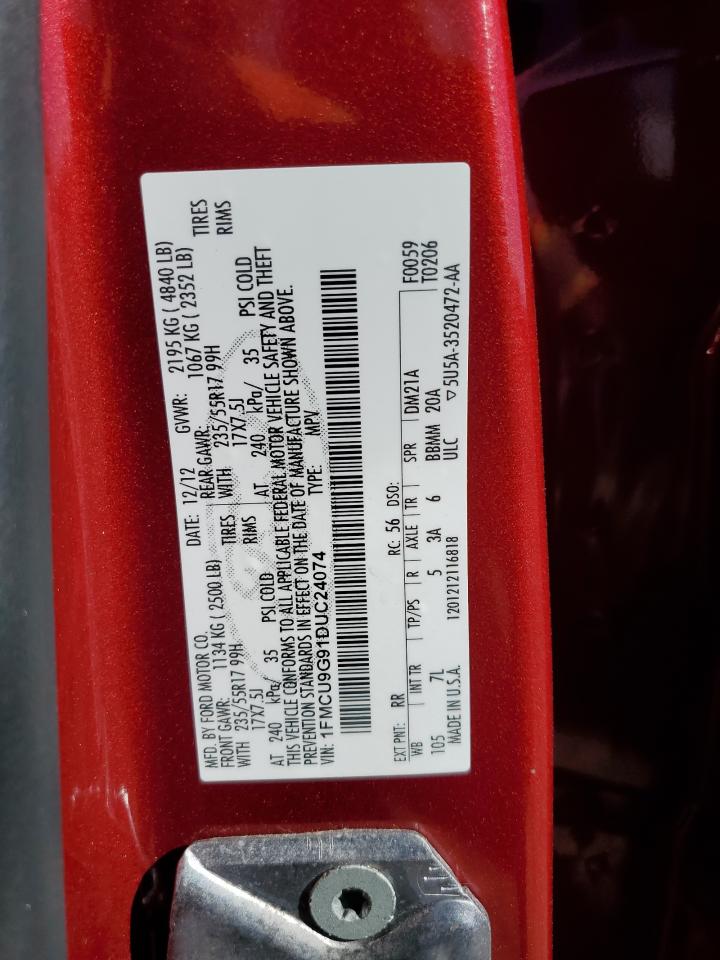 MFD. BY FORD MOTOR CO. DATE: 12/12 GVWR: 2195 KG ( 4840 LB)
FRONT GAWR: 1134 KG ( 2500 LB) REAR GAWR: 1067 KG ( 2352 LB)
WITH 235/55R17 99H TIRES WITH 235/55R17 99H TIRES
17X7.5J RIMS 17X7.5J RIMS
AT 240 kPa/ 35 PSI COLD AT 240 kPa/ 35 PSI COLD
THIS VEHICLE CONFORMS TO ALL APPLICABLE FEDERAL MOTOR VEHICLE SAFETY AND THEFT
PREVENTION STANDARDS IN EFFECT ON THE DATE OF MANUFACTURE SHOWN ABOVE.
VIN: 1FMCU9G91DUC24074 TYPE: MPV
EXT PNT: RR RC: 56 DSO: F0059
WB INT TR TP/PS R AXLE TR SPR DM21A T0206
105 7L 5 3A 6 BBMM 20A
MADE IN U.S.A. 1201212116818 ULC ▽5U5A-3520472-AA